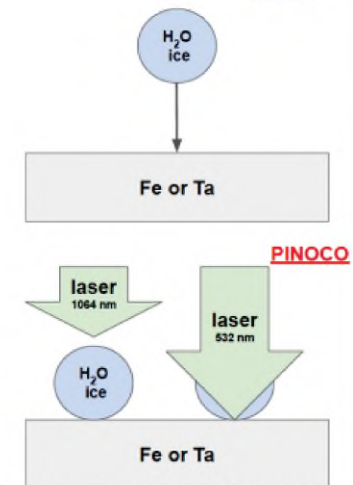 H₂O
ice
Fe or Ta
PINOCO
laser
1064 nm
laser
532 nm
H₂O
ice
Fe or Ta